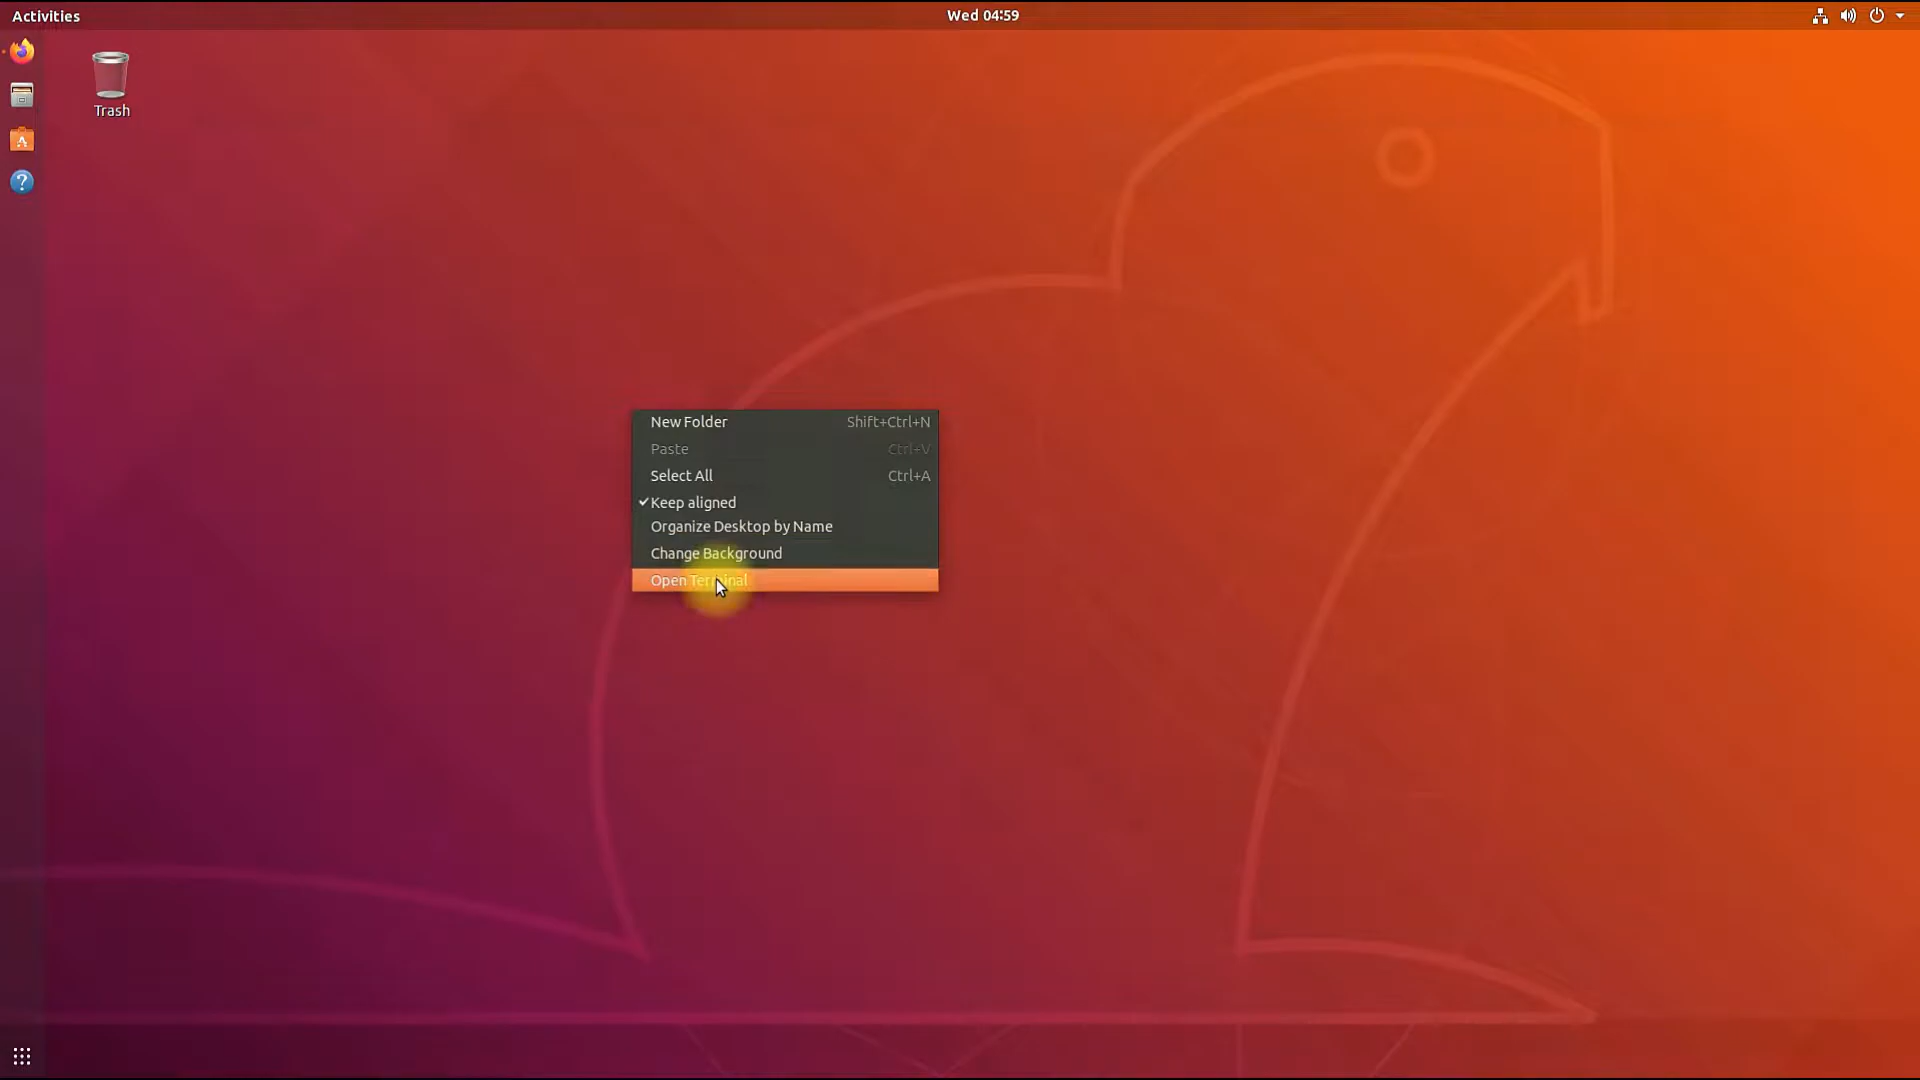 Activities
Wed 04:59
Trash
New Folder Shift+Ctrl+N
Paste Ctrl+V
Select All Ctrl+A
Keep aligned
Organize Desktop by Name
Change Background
Open Terminal